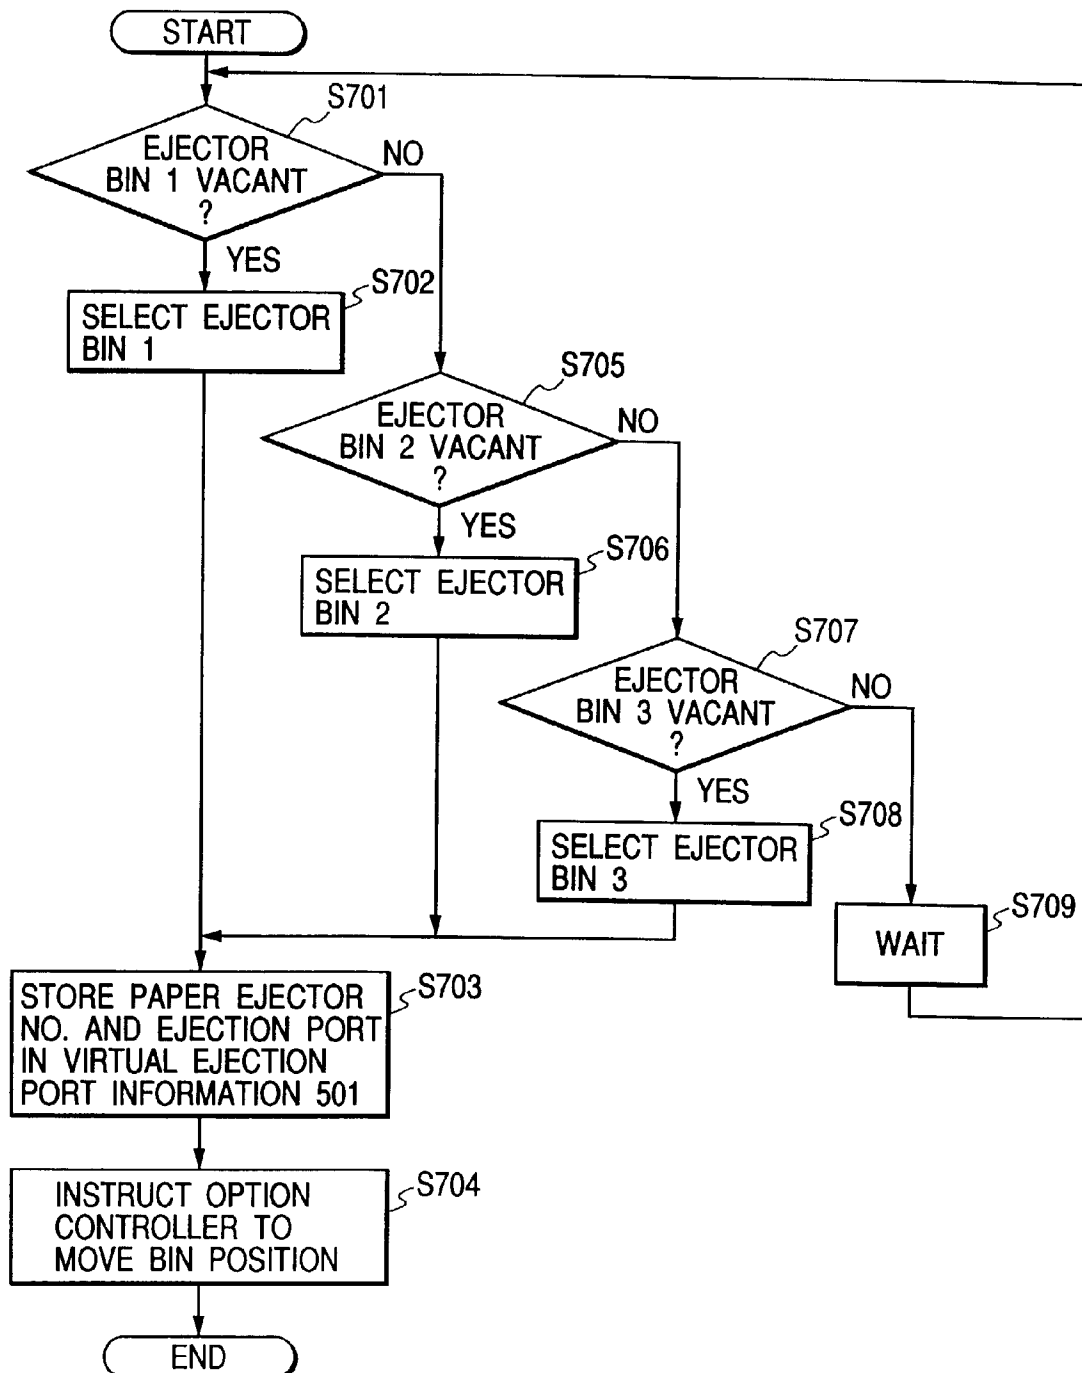 START
S701
EJECTOR
BIN 1 VACANT
?
NO
YES
S702
SELECT EJECTOR
BIN 1
S705
EJECTOR
BIN 2 VACANT
?
NO
YES
S706
SELECT EJECTOR
BIN 2
S707
EJECTOR
BIN 3 VACANT
?
NO
YES
S708
SELECT EJECTOR
BIN 3
S709
WAIT
S703
STORE PAPER EJECTOR
NO. AND EJECTION PORT
IN VIRTUAL EJECTION
PORT INFORMATION 501
S704
INSTRUCT OPTION
CONTROLLER TO
MOVE BIN POSITION
END